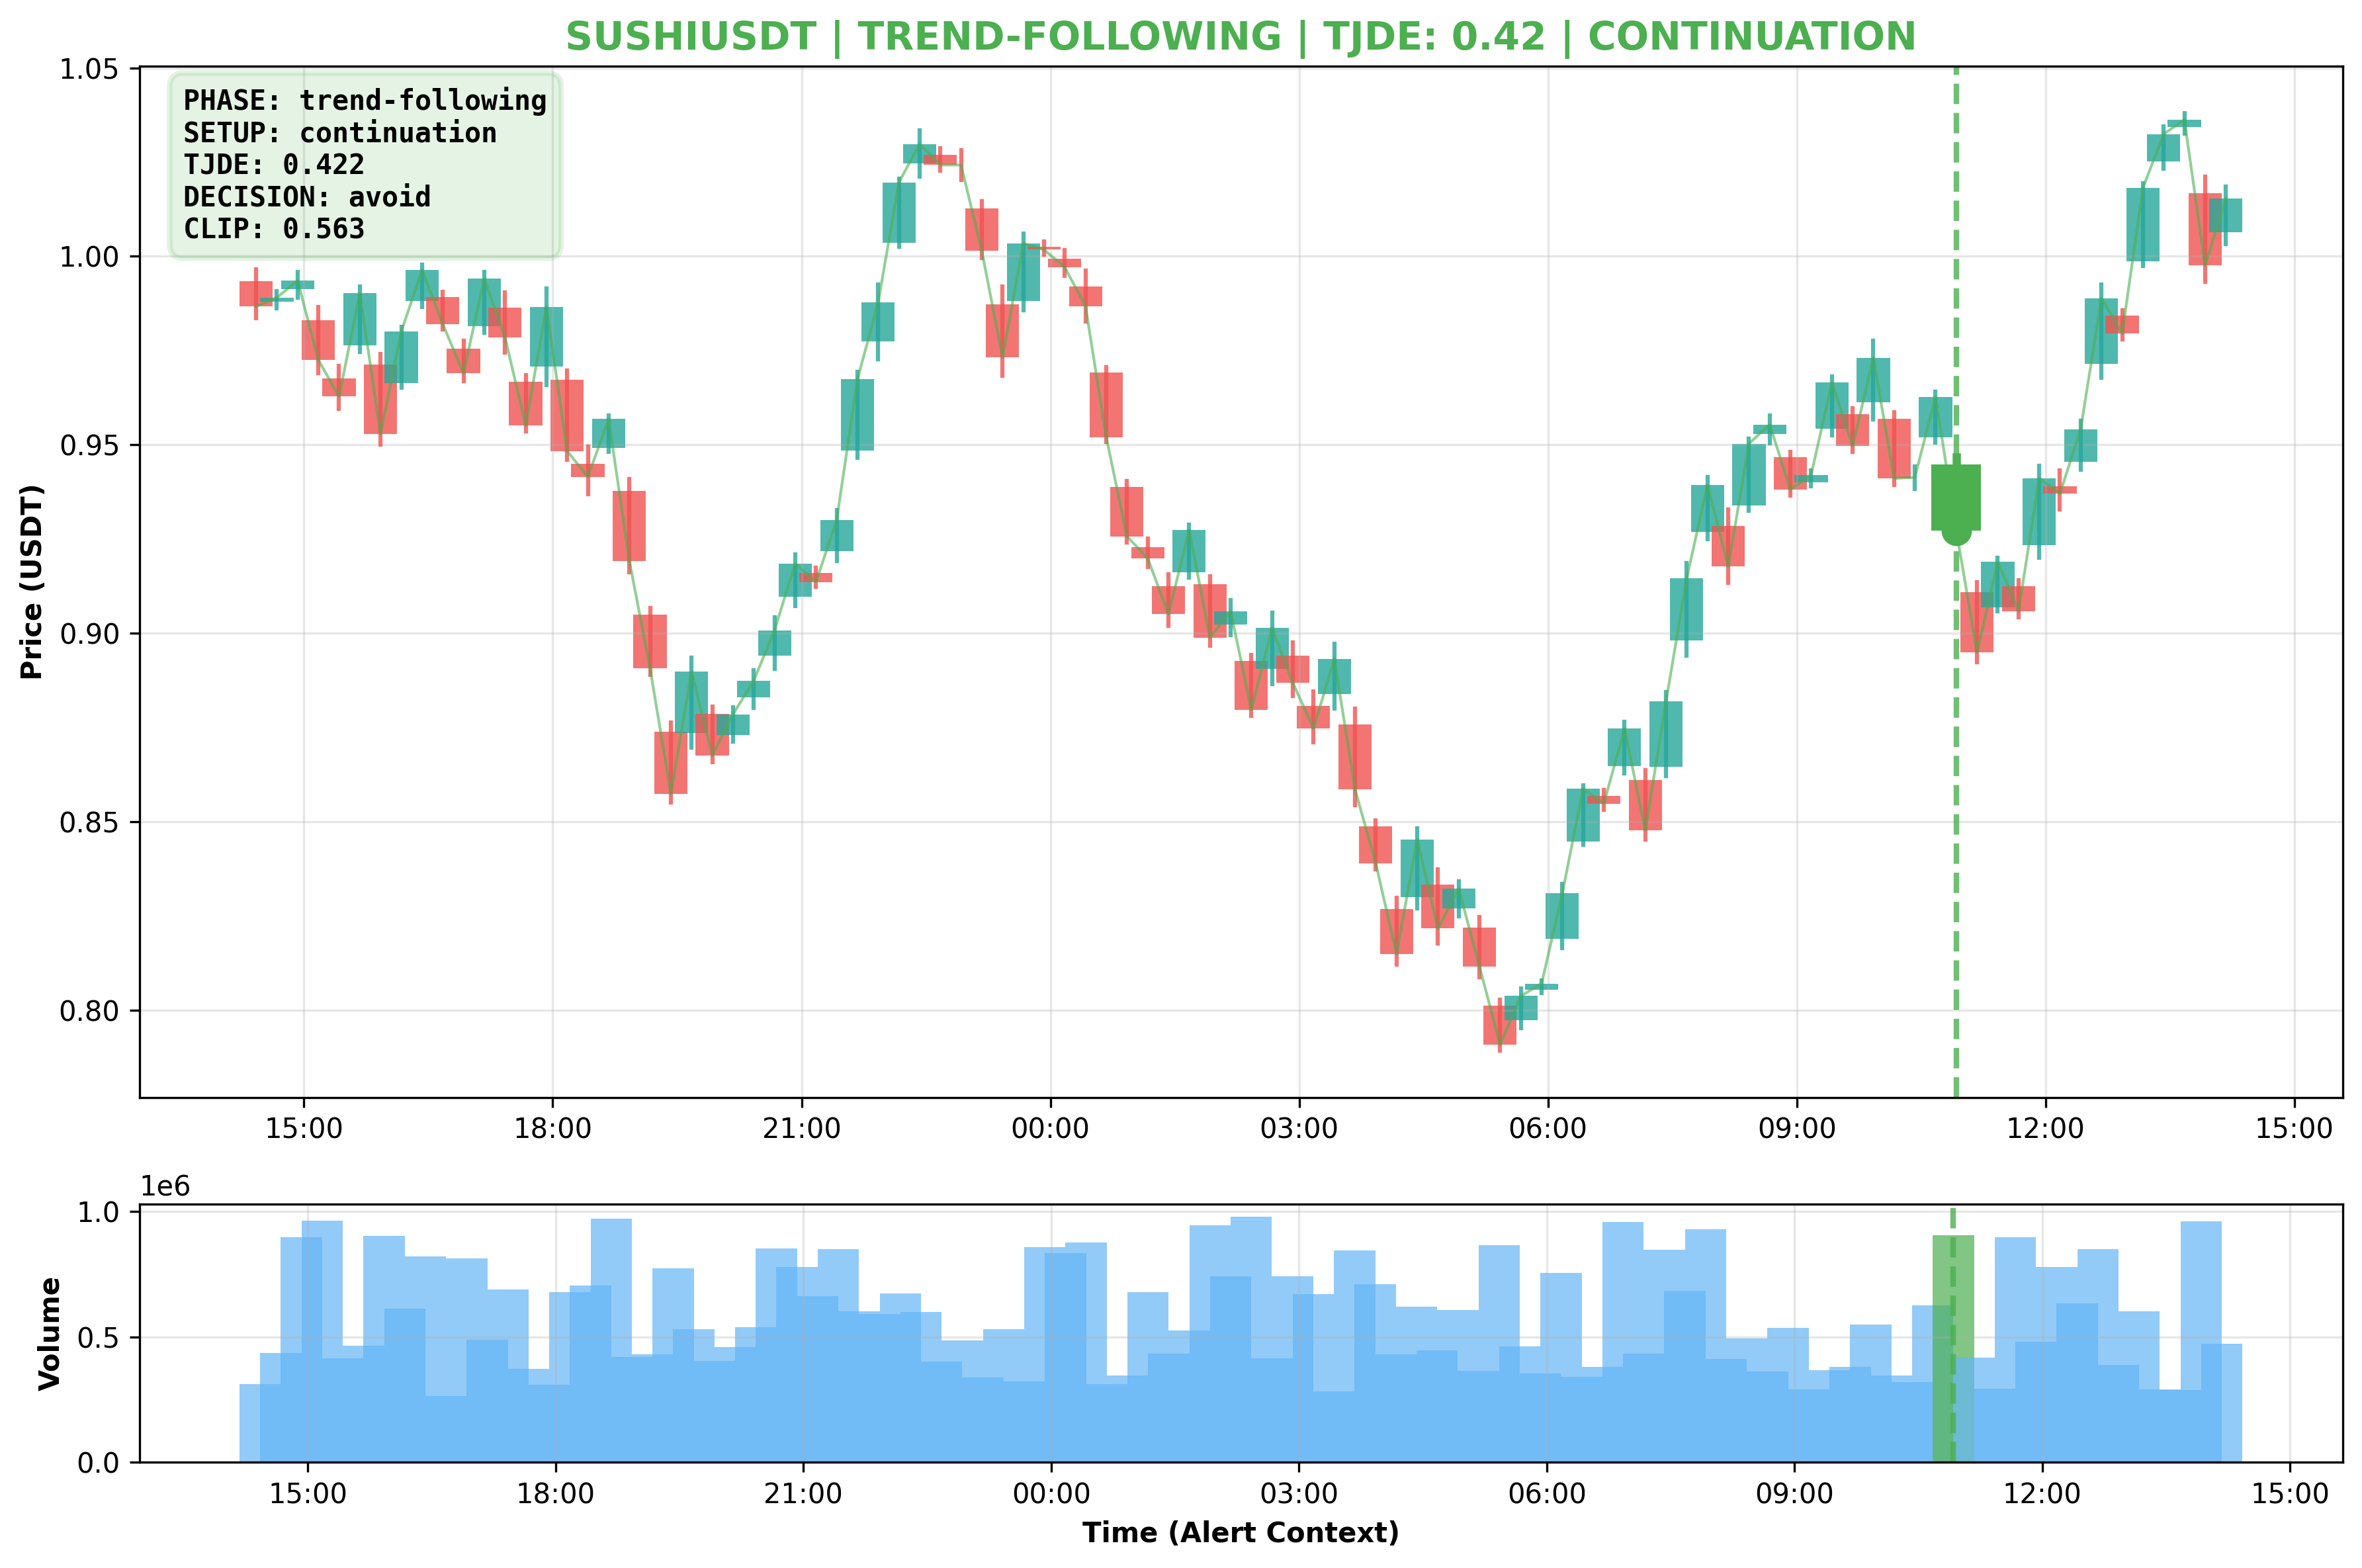 SUSHIUSDT | TREND-FOLLOWING | TJDE: 0.42 | CONTINUATION
PHASE: trend-following
SETUP: continuation
TJDE: 0.422
DECISION: avoid
CLIP: 0.563
Price (USDT)
1.05
1.00
0.95
0.90
0.85
0.80
15:00 18:00 21:00 00:00 03:00 06:00 09:00 12:00 15:00
1e6
Volume
1.0
0.5
0.0
15:00 18:00 21:00 00:00 03:00 06:00 09:00 12:00 15:00
Time (Alert Context)